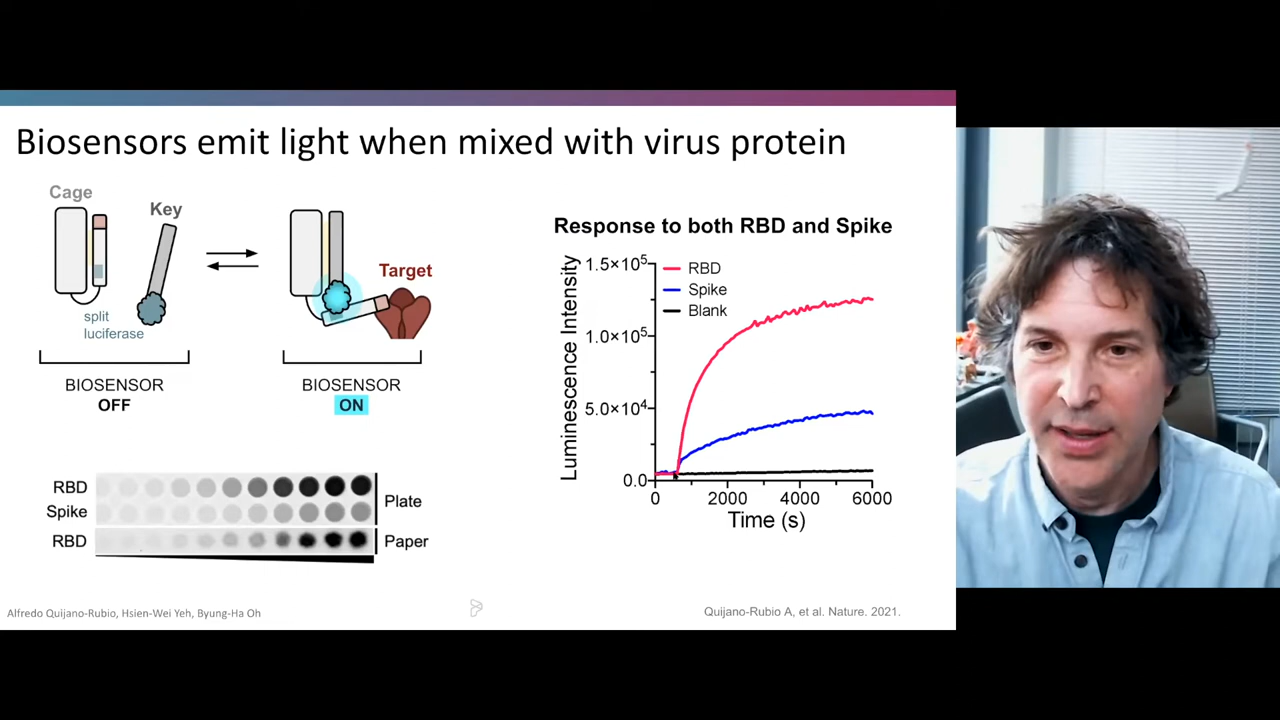 Biosensors emit light when mixed with virus protein
Cage
Key
Target
split
luciferase
BIOSENSOR
OFF
BIOSENSOR
ON
RBD
Spike
Plate
RBD
Paper
Response to both RBD and Spike
Luminescence Intensity
1.5×10⁵
1.0×10⁵
5.0×10⁴
0.0
RBD
Spike
Blank
0 2000 4000 6000
Time (s)
Alfredo Quijano-Rubio, Hsien-Wei Yeh, Byung-Ha Oh
Quijano-Rubio A, et al. Nature. 2021.